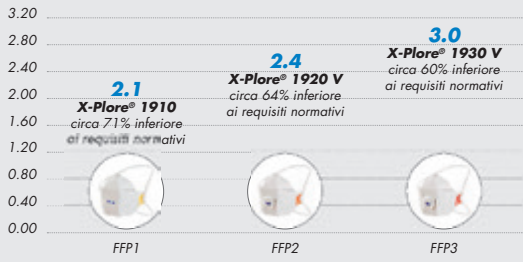 3.20
2.80
2.40
2.00
1.60
1.20
0.80
0.40
0.00
2.1
X-Plore® 1910
circa 71% inferiore
ai requisiti normativi
2.4
X-Plore® 1920 V
circa 64% inferiore
ai requisiti normativi
3.0
X-Plore® 1930 V
circa 60% inferiore
ai requisiti normativi
FFP1
FFP2
FFP3